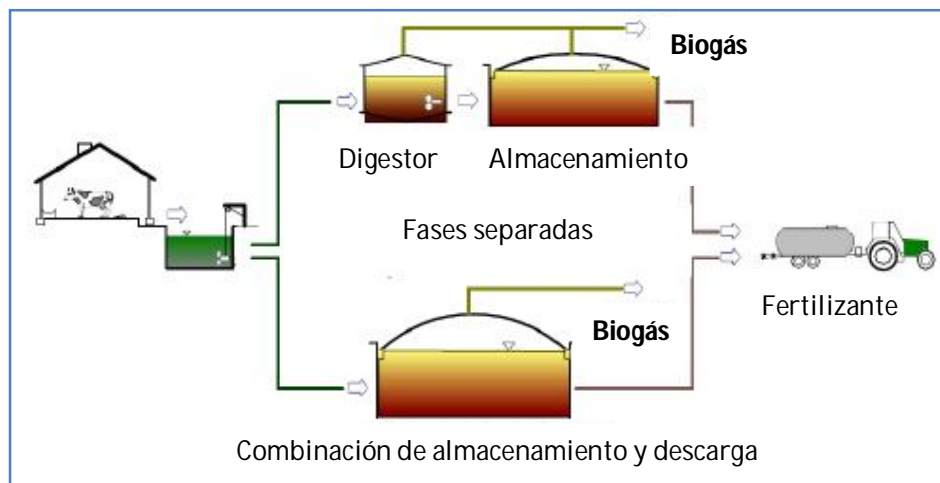 Biogás
Digestor
Almacenamiento
Fases separadas
Fertilizante
Biogás
Combinación de almacenamiento y descarga